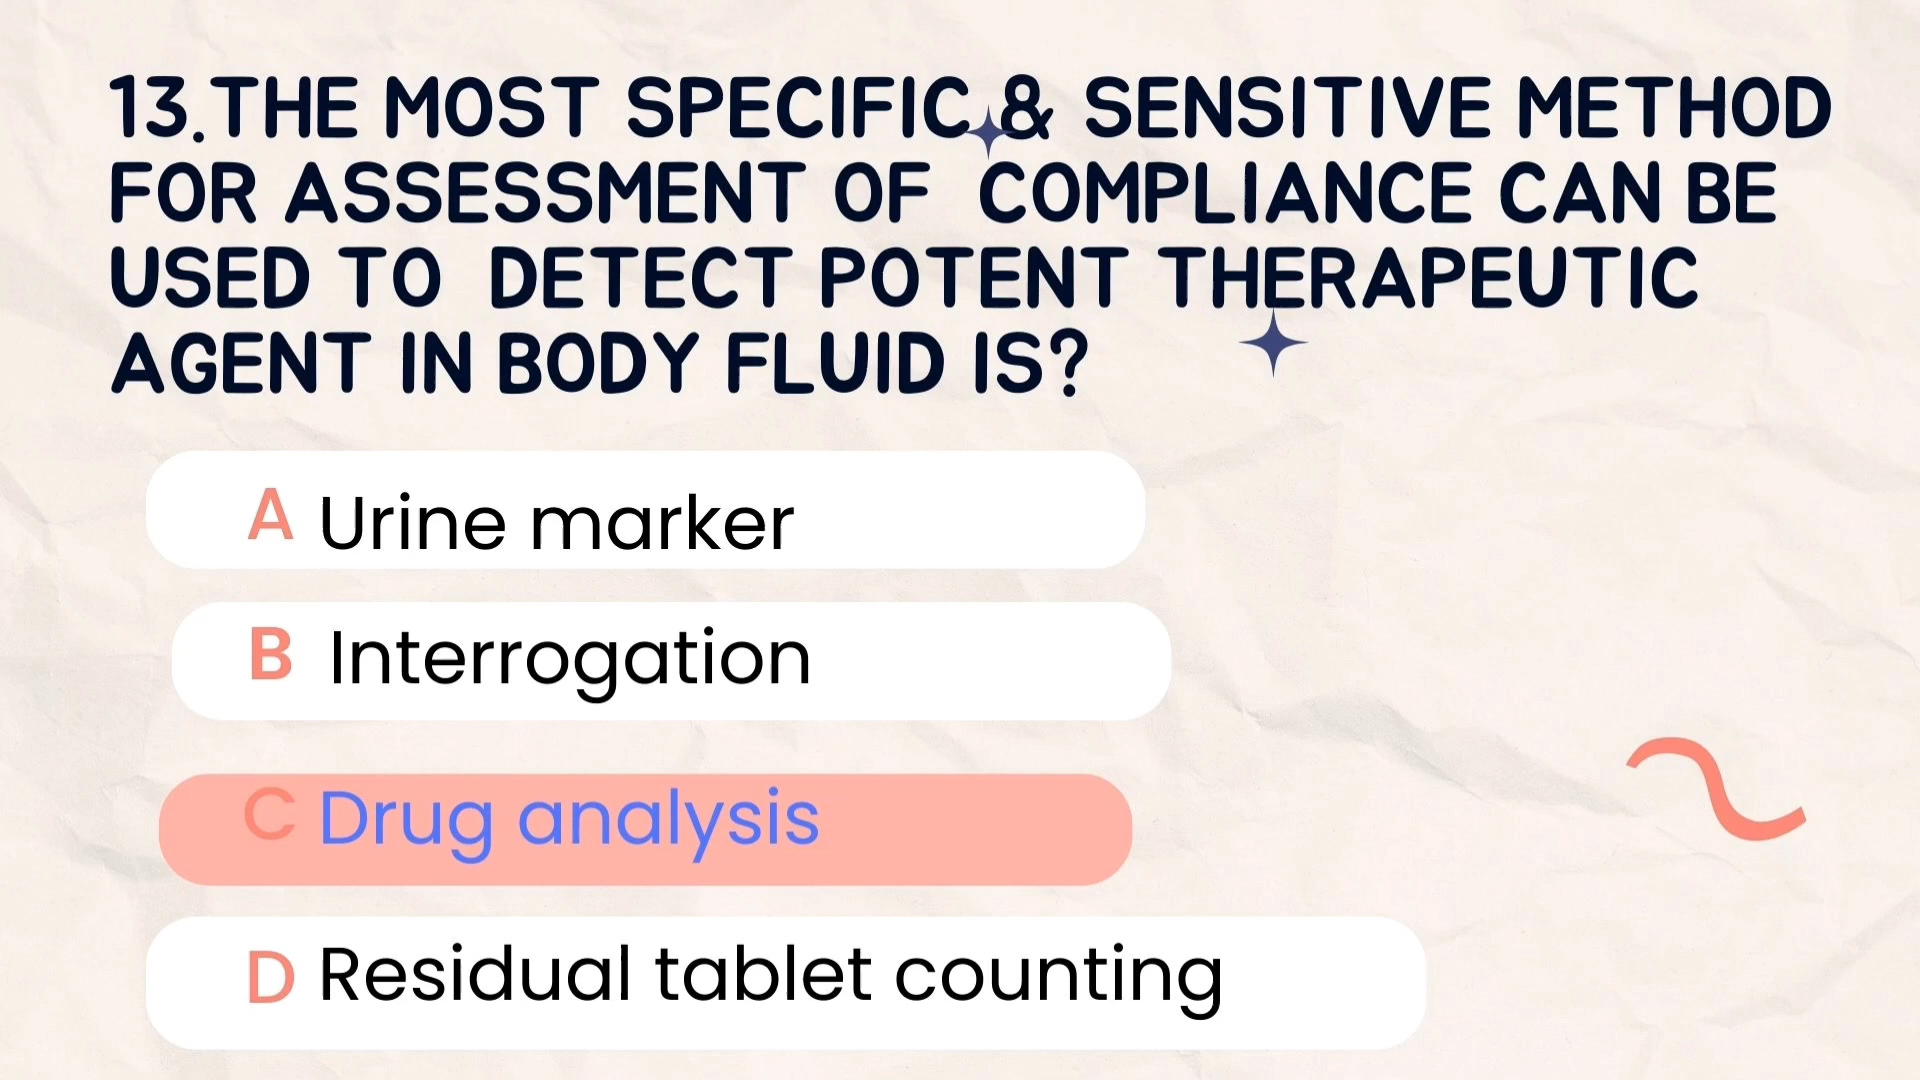 13.THE MOST SPECIFIC & SENSITIVE METHOD
FOR ASSESSMENT OF COMPLIANCE CAN BE
USED TO DETECT POTENT THERAPEUTIC
AGENT IN BODY FLUID IS?
A Urine marker
B Interrogation
C Drug analysis
D Residual tablet counting